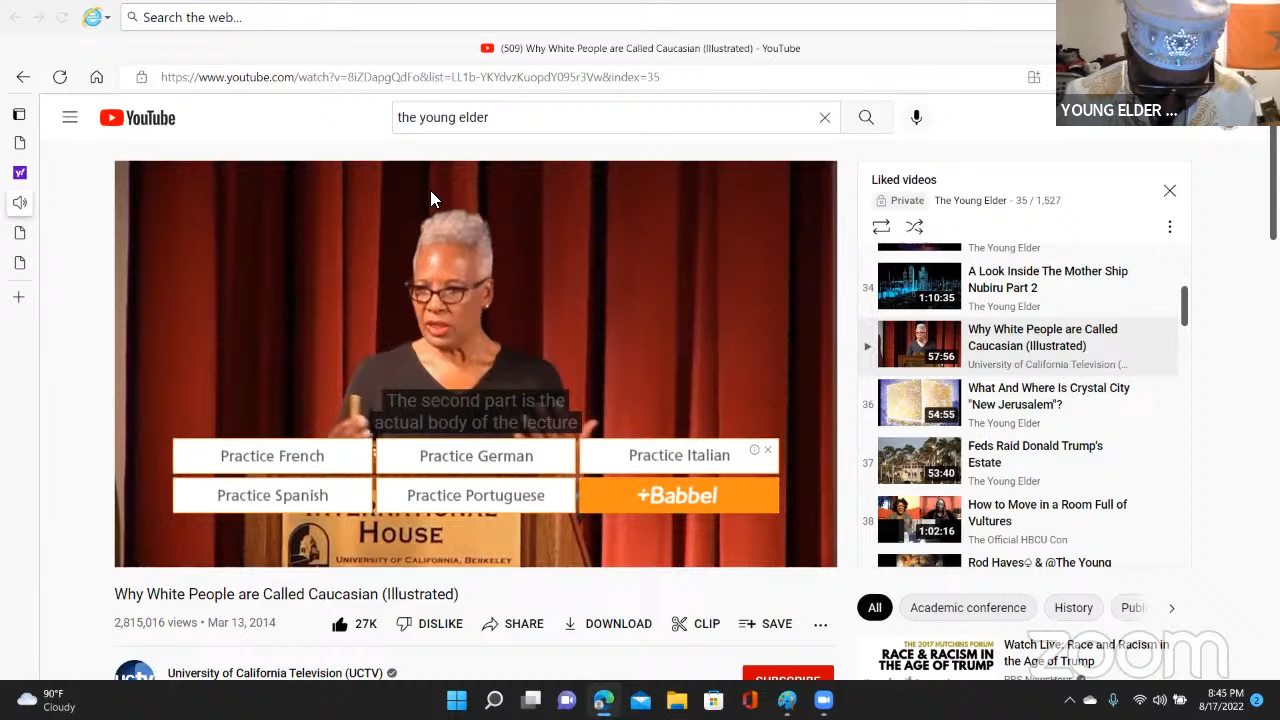 Search the web...
(509) Why White People are Called Caucasian (Illustrated) - YouTube
https://www.youtube.com/watch?v=8iZDapgQdFo&list=LL1b-YKYdvzKuopdY095r3Vw&index=35
YOUNG ELDER ...
YouTube
the young elder
Liked videos
Private The Young Elder - 35 / 1,527
The Young Elder
34
A Look Inside The Mother Ship
Nubiru Part 2
1:10:35
The Young Elder
Why White People are Called
Caucasian (Illustrated)
57:56
University of California Television (...
36
What And Where Is Crystal City
"New Jerusalem"?
54:55
The Young Elder
37
Feds Raid Donald Trump's
Estate
53:40
The Young Elder
38
How to Move in a Room Full of
Vultures
1:02:16
The Official HBCU Con
Rod Hayes & @The Young
The second part is the
actual body of the lecture
Practice French
Practice German
Practice Italian
Practice Spanish
Practice Portuguese
+Babbel
INTERNATIONAL
HOUSE
UNIVERSITY OF CALIFORNIA, BERKELEY
Why White People are Called Caucasian (Illustrated)
2,815,016 views • Mar 13, 2014
27K
DISLIKE
SHARE
DOWNLOAD
CLIP
SAVE
University of California Television (UCTV)
uctv
SUBSCRIBE
All
Academic conference
History
Publ
THE 2017 HUTCHINS FORUM
RACE & RACISM IN
THE AGE OF TRUMP
Watch Live: Race and Racism in
the Age of Trump
PBS NewsHour
zoom
90°F
Cloudy
8:45 PM
8/17/2022
2